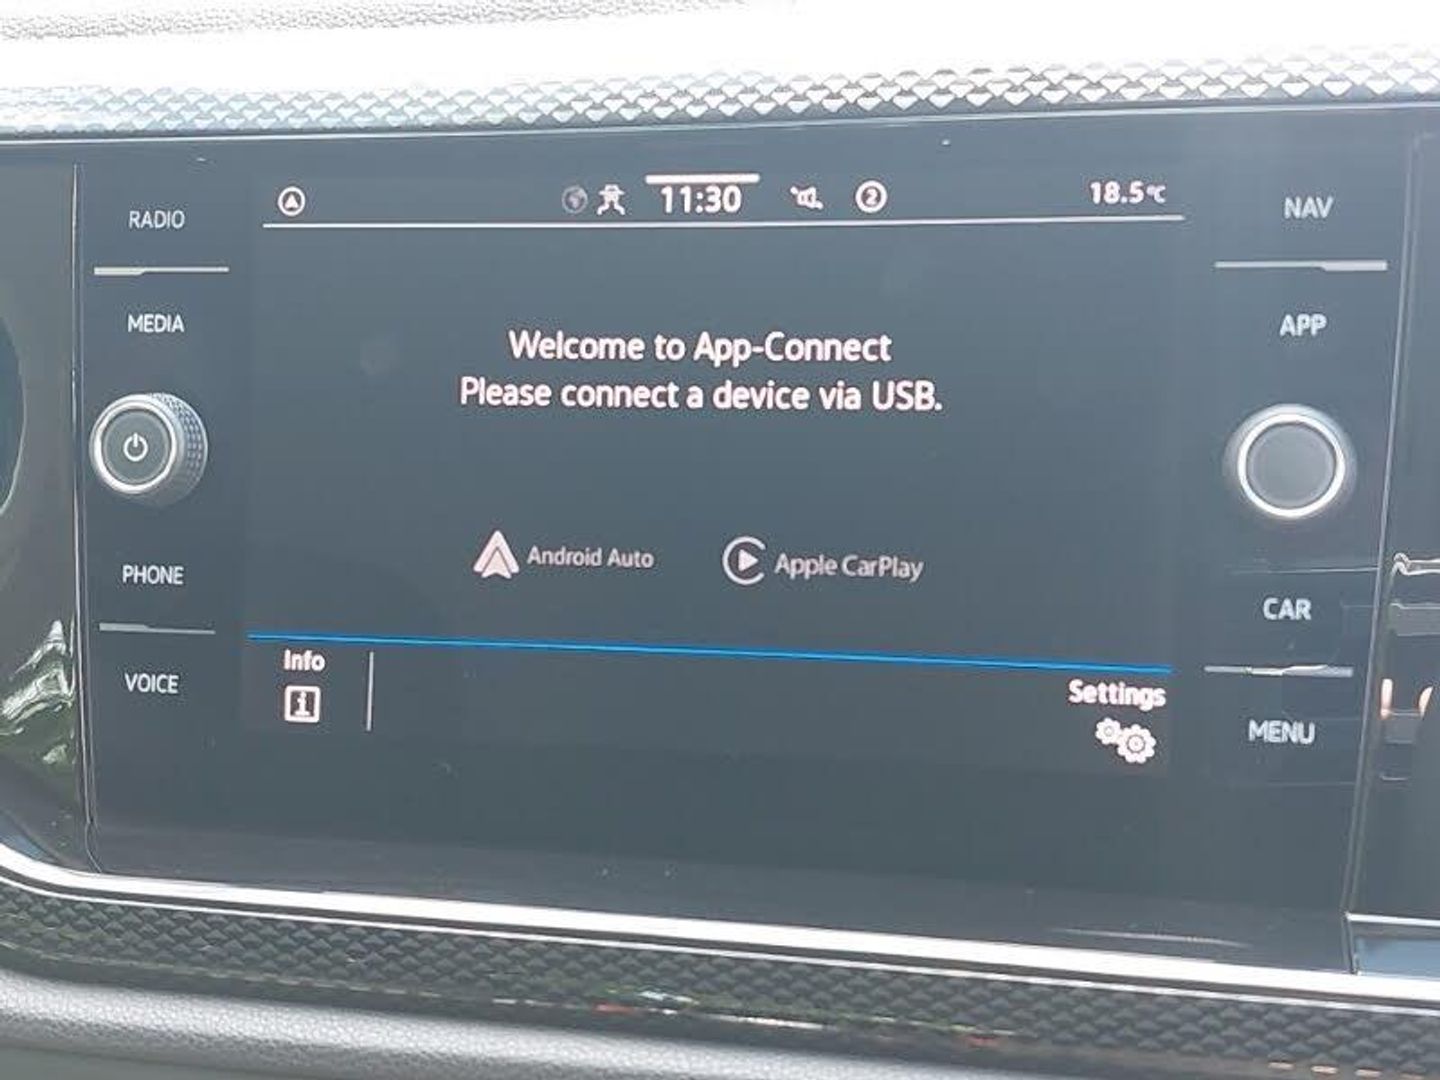 RADIO
MEDIA
PHONE
VOICE
11:30
2
18.5°C
Welcome to App-Connect
Please connect a device via USB.
Android Auto
Apple CarPlay
Info
i
Settings
NAV
APP
CAR
MENU